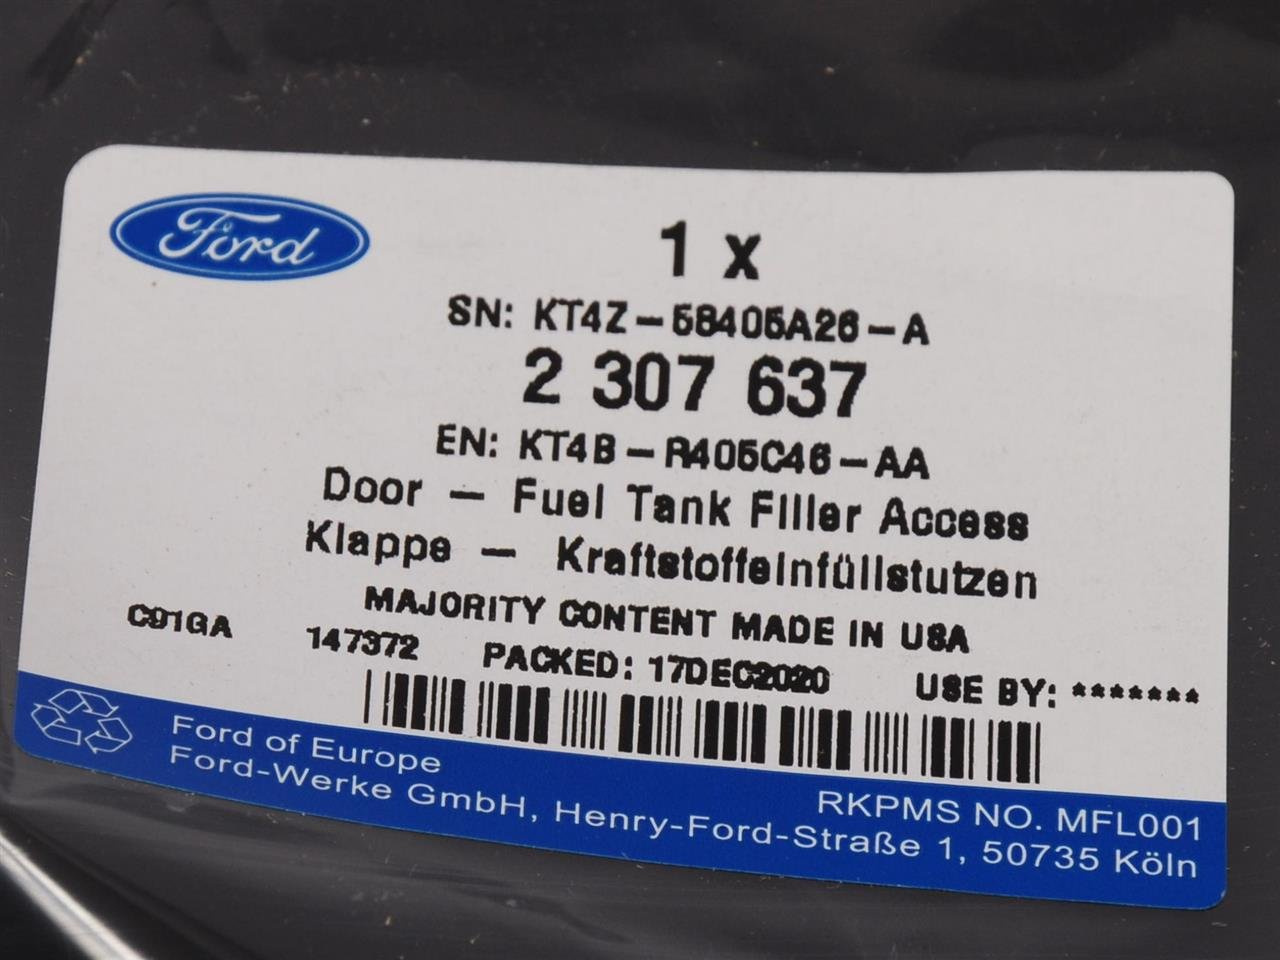 Ford
1 x
SN: KT4Z-58405A26-A
2 307 637
EN: KT4B-R405C46-AA
Door - Fuel Tank Filler Access
Klappe - Kraftstoffeinfüllstutzen
MAJORITY CONTENT MADE IN USA
C91GA 147372 PACKED: 17DEC2020 USE BY: *******
Ford of Europe
Ford-Werke GmbH, Henry-Ford-Straße 1, 50735 Köln
RKPMS NO. MFL001